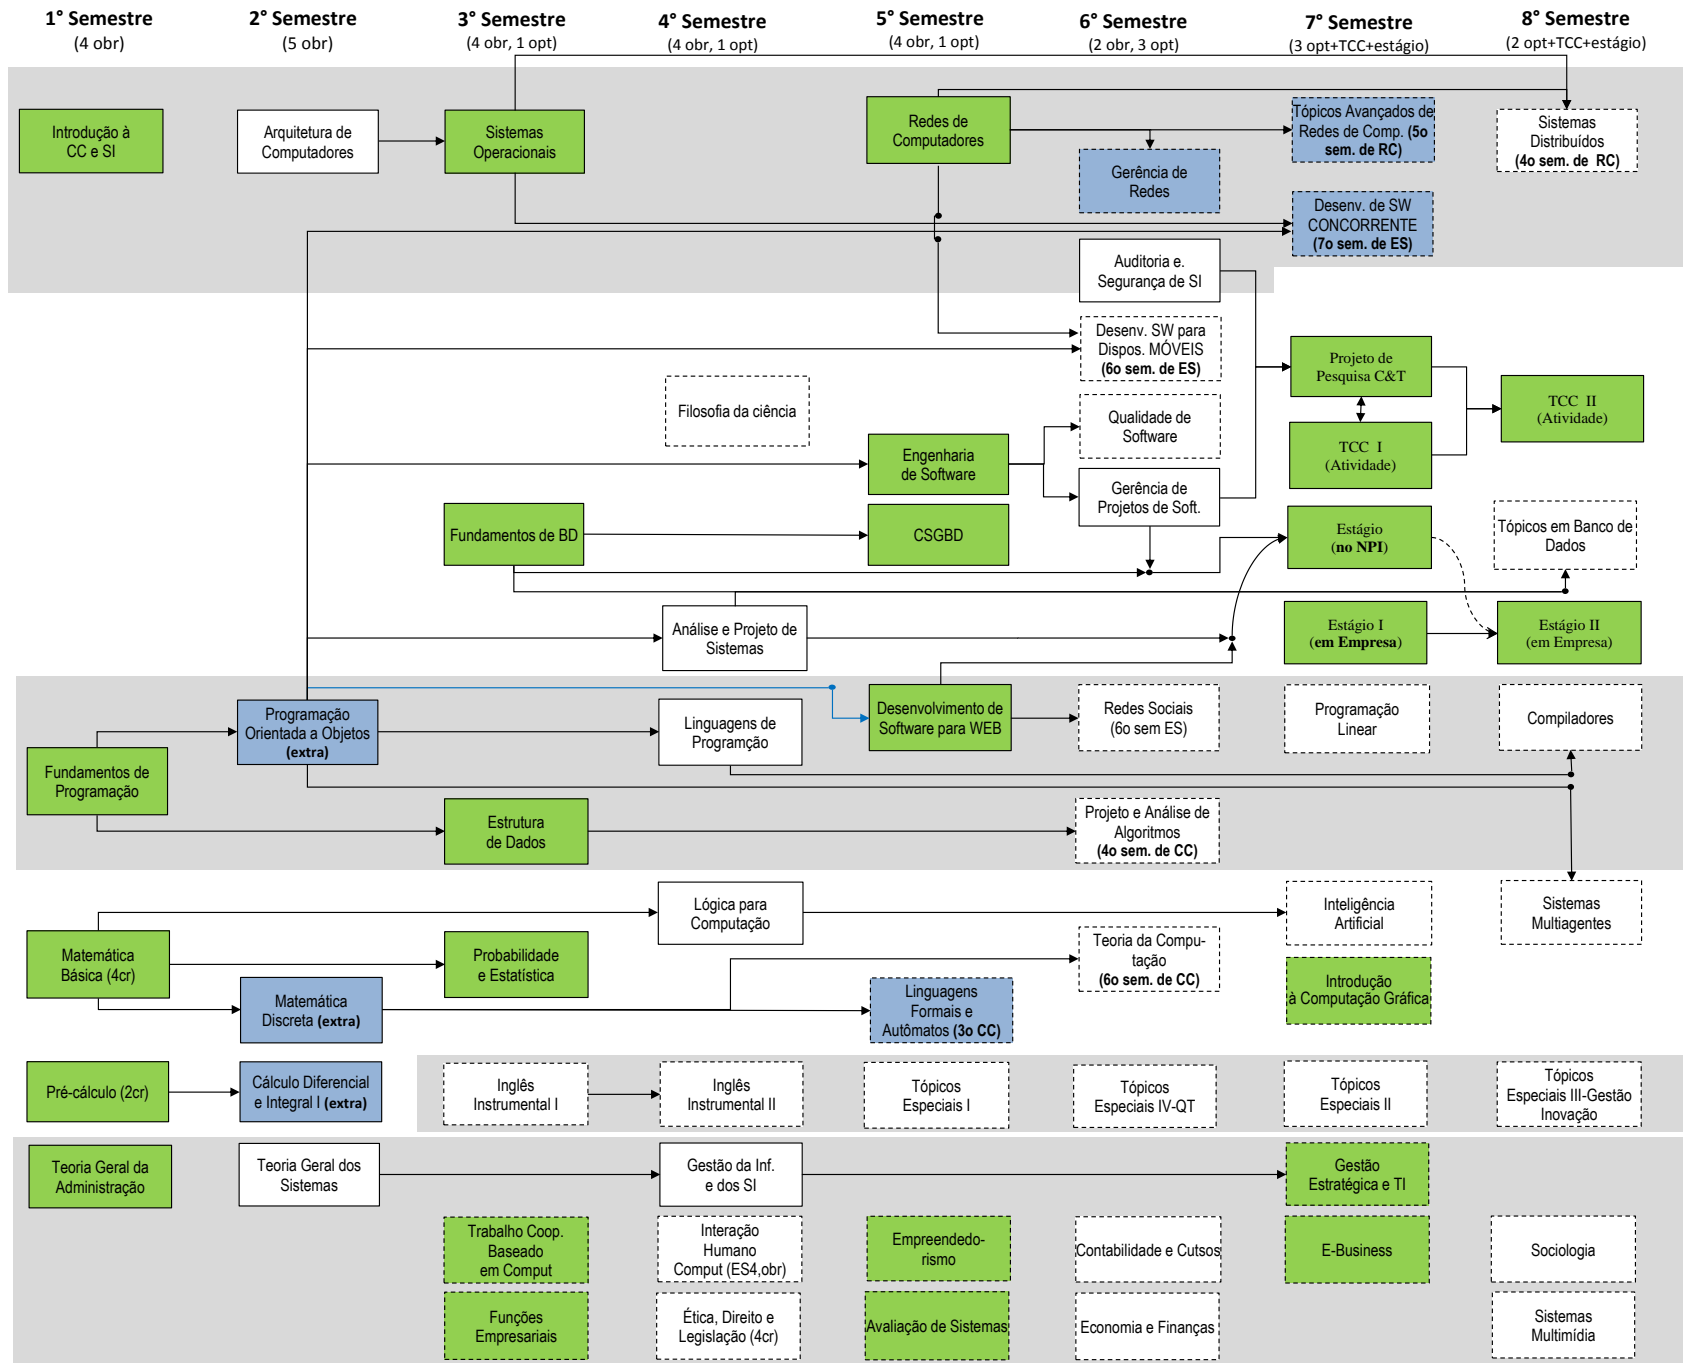 1° Semestre
(4 obr)
2° Semestre
(5 obr)
3° Semestre
(4 obr, 1 opt)
4° Semestre
(4 obr, 1 opt)
5° Semestre
(4 obr, 1 opt)
6° Semestre
(2 obr, 3 opt)
7° Semestre
(3 opt+TCC+estágio)
8° Semestre
(2 opt+TCC+estágio)
Introdução à
CC e SI
Arquitetura de
Computadores
Sistemas
Operacionais
Redes de
Computadores
Tópicos Avançados de
Redes de Comp. (5o
sem. de RC)
Sistemas
Distribuídos
(4o sem. de  RC)
Gerência de
Redes
Desenv. de SW
CONCORRENTE
(7o sem. de ES)
Auditoria e.
Segurança de SI
Desenv. SW para
Dispos. MÓVEIS
(6o sem. de ES)
Projeto de
Pesquisa C&T
Filosofia da ciência
Qualidade de
Software
TCC  II
(Atividade)
Engenharia
de Software
TCC  I
(Atividade)
Gerência de
Projetos de Soft.
Fundamentos de BD
CSGBD
Estágio
(no NPI)
Tópicos em Banco de
Dados
Análise e Projeto de
Sistemas
Estágio I
(em Empresa)
Estágio II
(em Empresa)
Programação
Orientada a Objetos
(extra)
Linguagens de
Programção
Desenvolvimento de
Software para WEB
Redes Sociais
(6o sem ES)
Programação
Linear
Compiladores
Fundamentos de
Programação
Estrutura
de Dados
Projeto e Análise de
Algoritmos
(4o sem. de CC)
Lógica para
Computação
Inteligência
Artificial
Sistemas
Multiagentes
Matemática
Básica (4cr)
Probabilidade
e Estatística
Teoria da Compu-
tação
(6o sem. de CC)
Introdução
à Computação Gráfica
Matemática
Discreta (extra)
Linguagens
Formais e
Autômatos (3o CC)
Pré-cálculo (2cr)
Cálculo Diferencial
e Integral I (extra)
Inglês
Instrumental I
Inglês
Instrumental II
Tópicos
Especiais I
Tópicos
Especiais IV-QT
Tópicos
Especiais II
Tópicos
Especiais III-Gestão
Inovação
Teoria Geral da
Administração
Teoria Geral dos
Sistemas
Gestão da Inf.
e dos SI
Gestão
Estratégica e TI
Trabalho Coop.
Baseado
em Comput
Interação
Humano
Comput (ES4,obr)
Empreendedo-
rismo
Contabilidade e Cutsos
E-Business
Sociologia
Funções
Empresariais
Ética, Direito e
Legislação (4cr)
Avaliação de Sistemas
Economia e Finanças
Sistemas
Multimídia